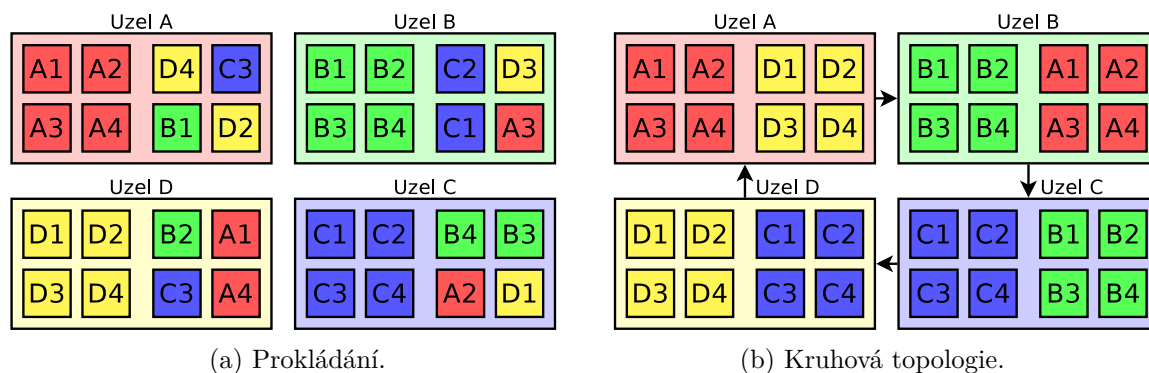 Uzel A Uzel B Uzel A Uzel B
A1 A2 D4 C3 B1 B2 C2 D3 A1 A2 D1 D2 B1 B2 A1 A2
A3 A4 B1 D2 B3 B4 C1 A3 A3 A4 D3 D4 B3 B4 A3 A4
Uzel D Uzel C Uzel D Uzel C
D1 D2 B2 A1 C1 C2 B4 B3 D1 D2 C1 C2 C1 C2 B1 B2
D3 D4 C3 A4 C3 C4 A2 D1 D3 D4 C3 C4 C3 C4 B3 B4
(a) Prokládání. (b) Kruhová topologie.